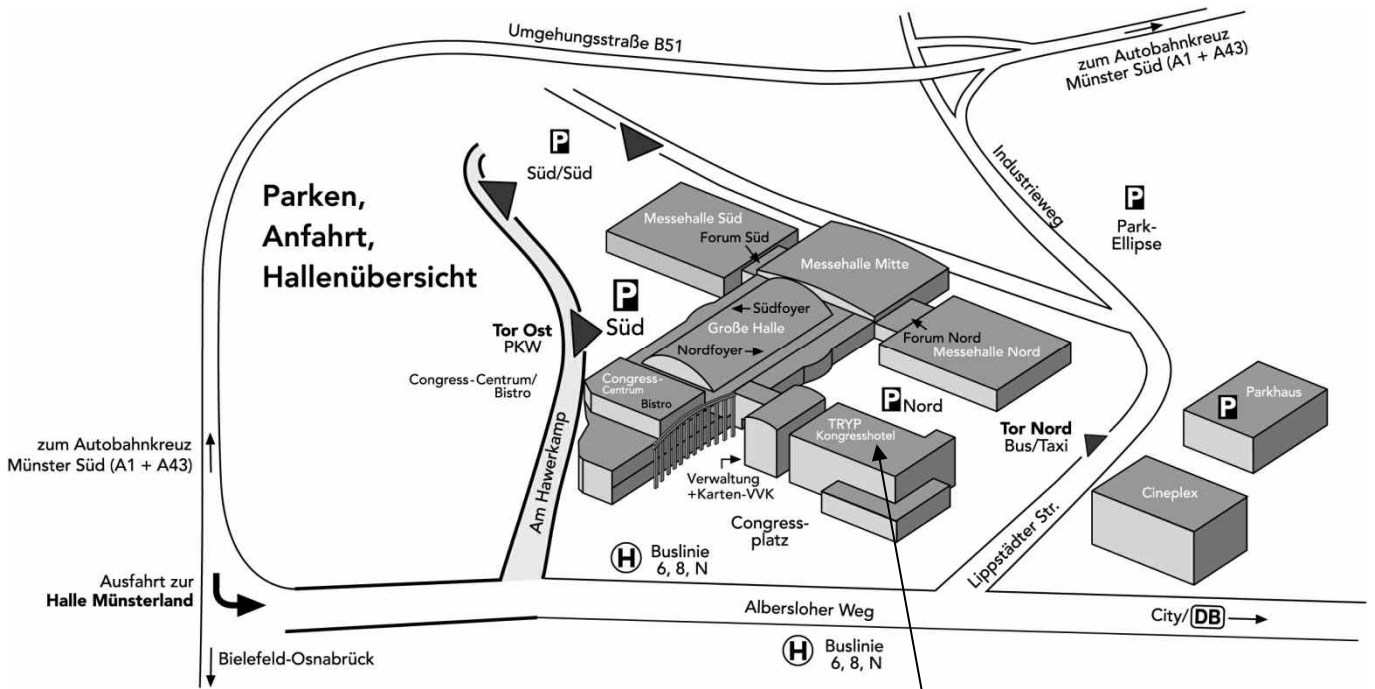 Umgehungsstraße B51
zum Autobahnkreuz
Münster Süd (A1 + A43)
P
Süd/Süd
Industrieweg
P
Park-
Ellipse
Parken,
Anfahrt,
Hallenübersicht
Messehalle Süd
Forum Süd
Messehalle Mitte
P
Süd
Südfoyer
Große Halle
Nordfoyer
Forum Nord
Messehalle Nord
Tor Ost
PKW
Congress-Centrum/
Bistro
Congress-
Centrum
Bistro
P Nord
TRYP
Kongresshotel
Tor Nord
Bus/Taxi
Parkhaus
P
Cineplex
zum Autobahnkreuz
Münster Süd (A1 + A43)
Am Hawerkamp
Verwaltung
+Karten-VVK
Congress-
platz
Lippstädter Str.
H Buslinie
6, 8, N
Ausfahrt zur
Halle Münsterland
Albersloher Weg
City/DB
Bielefeld-Osnabrück
H Buslinie
6, 8, N